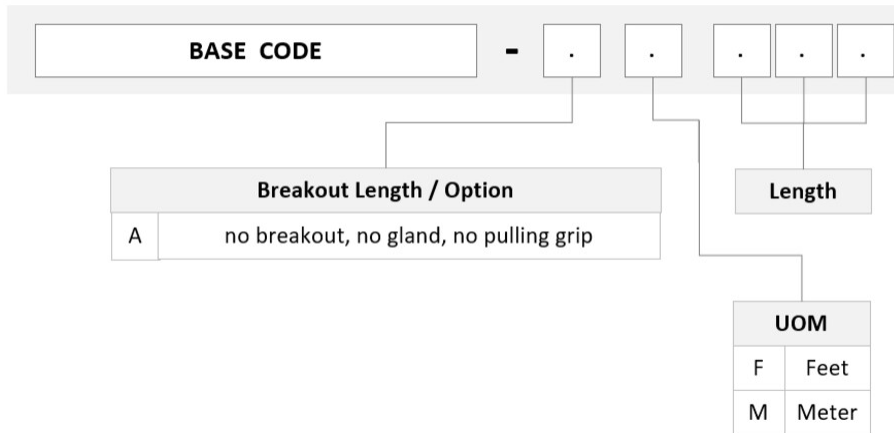 BASE CODE - . . . . .
Breakout Length / Option
A no breakout, no gland, no pulling grip
Length
UOM
F Feet
M Meter